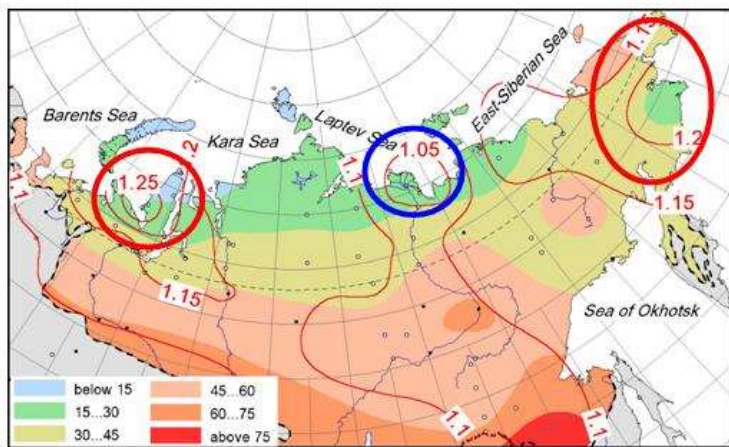 1.15
East-Siberian Sea
Barents Sea
Laptev Sea
Kara Sea
1.2
1.05
1.2
1.1
1.1
1.25
1.15
1.15
Sea of Okhotsk
below 15
45...60
15...30
60...75
30...45
above 75
1.1
1.1